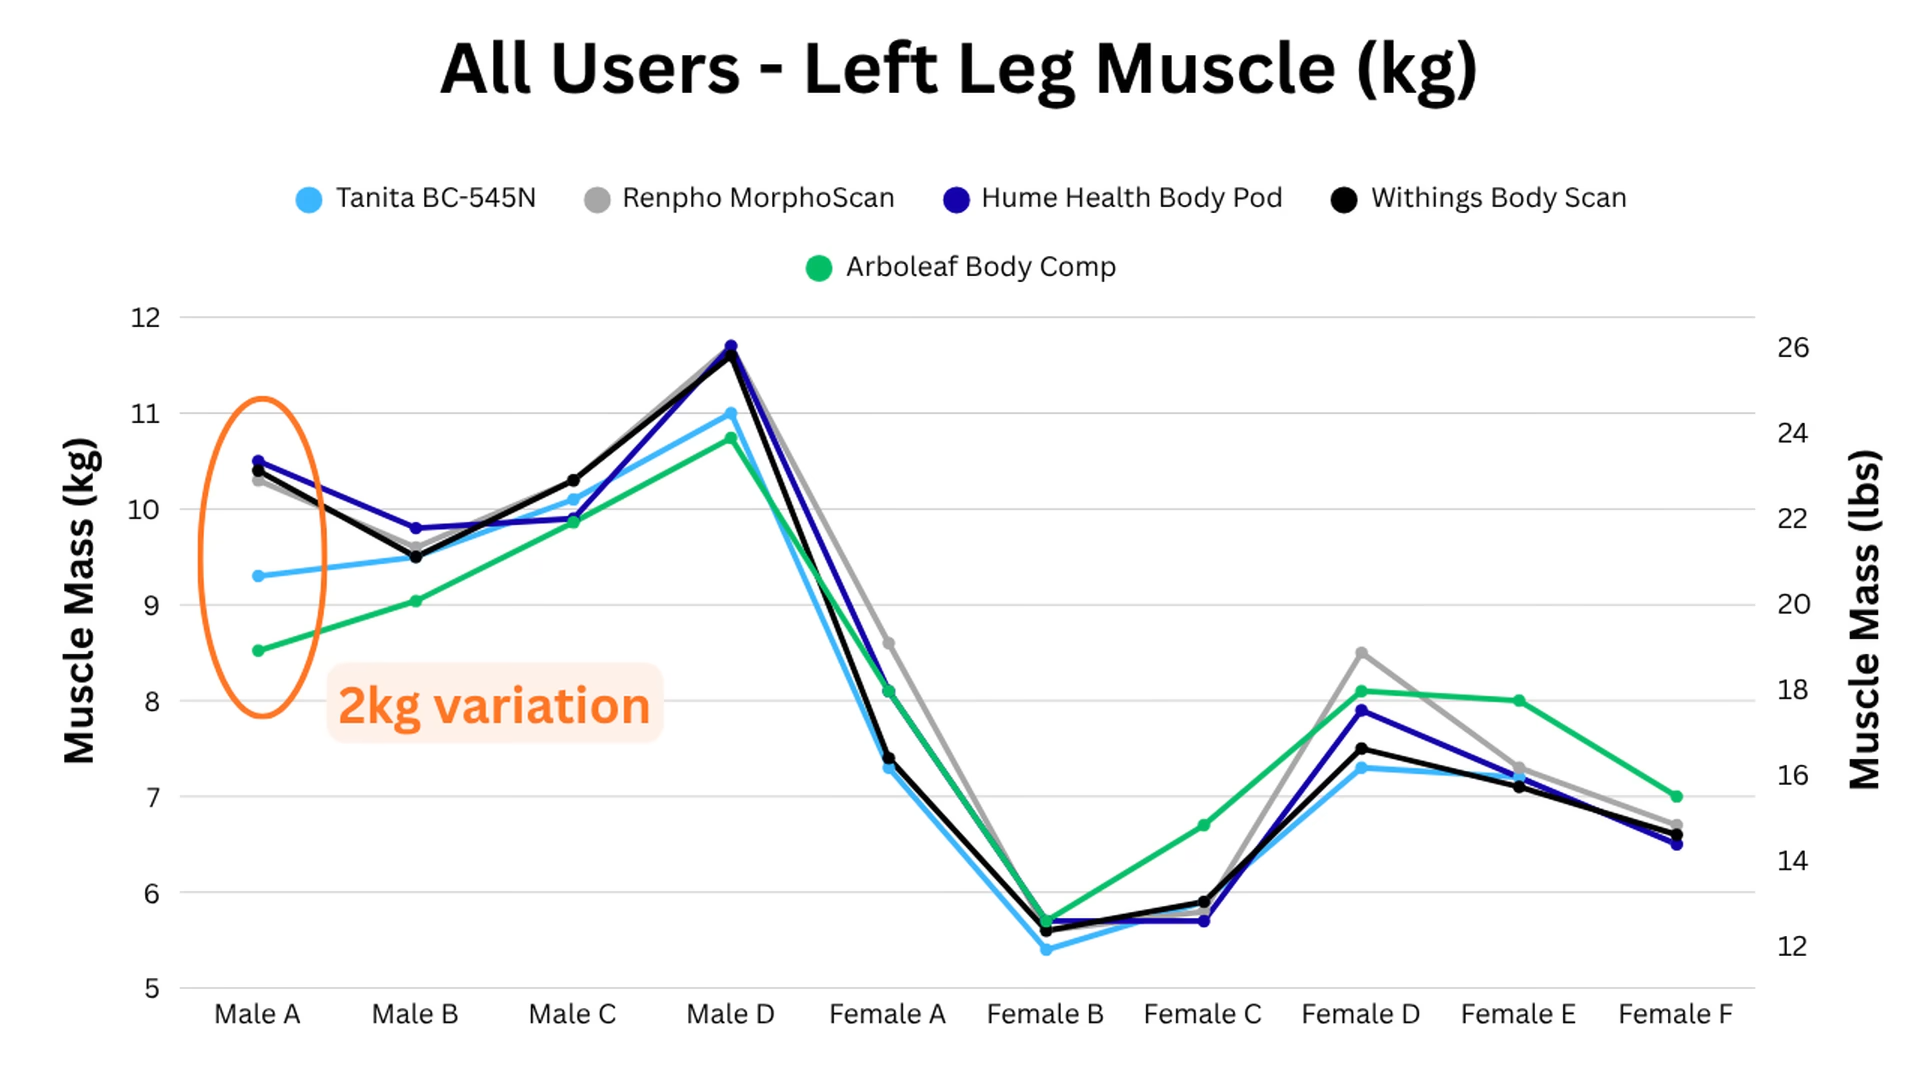 All Users - Left Leg Muscle (kg)
Tanita BC-545N Renpho MorphoScan Hume Health Body Pod Withings Body Scan
Arboleaf Body Comp
Muscle Mass (kg)
12
11
10
9
8
7
6
5
2kg variation
26
24
22
20
18
16
14
12
Muscle Mass (lbs)
Male A Male B Male C Male D Female A Female B Female C Female D Female E Female F